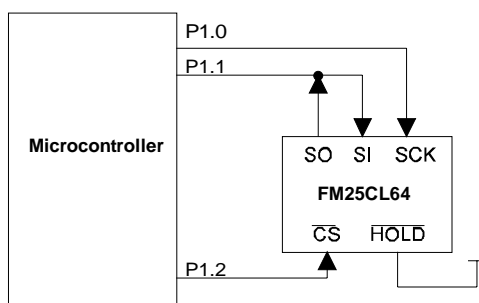 P1.0
P1.1
Microcontroller
SO SI SCK
FM25CL64
CS HOLD
P1.2